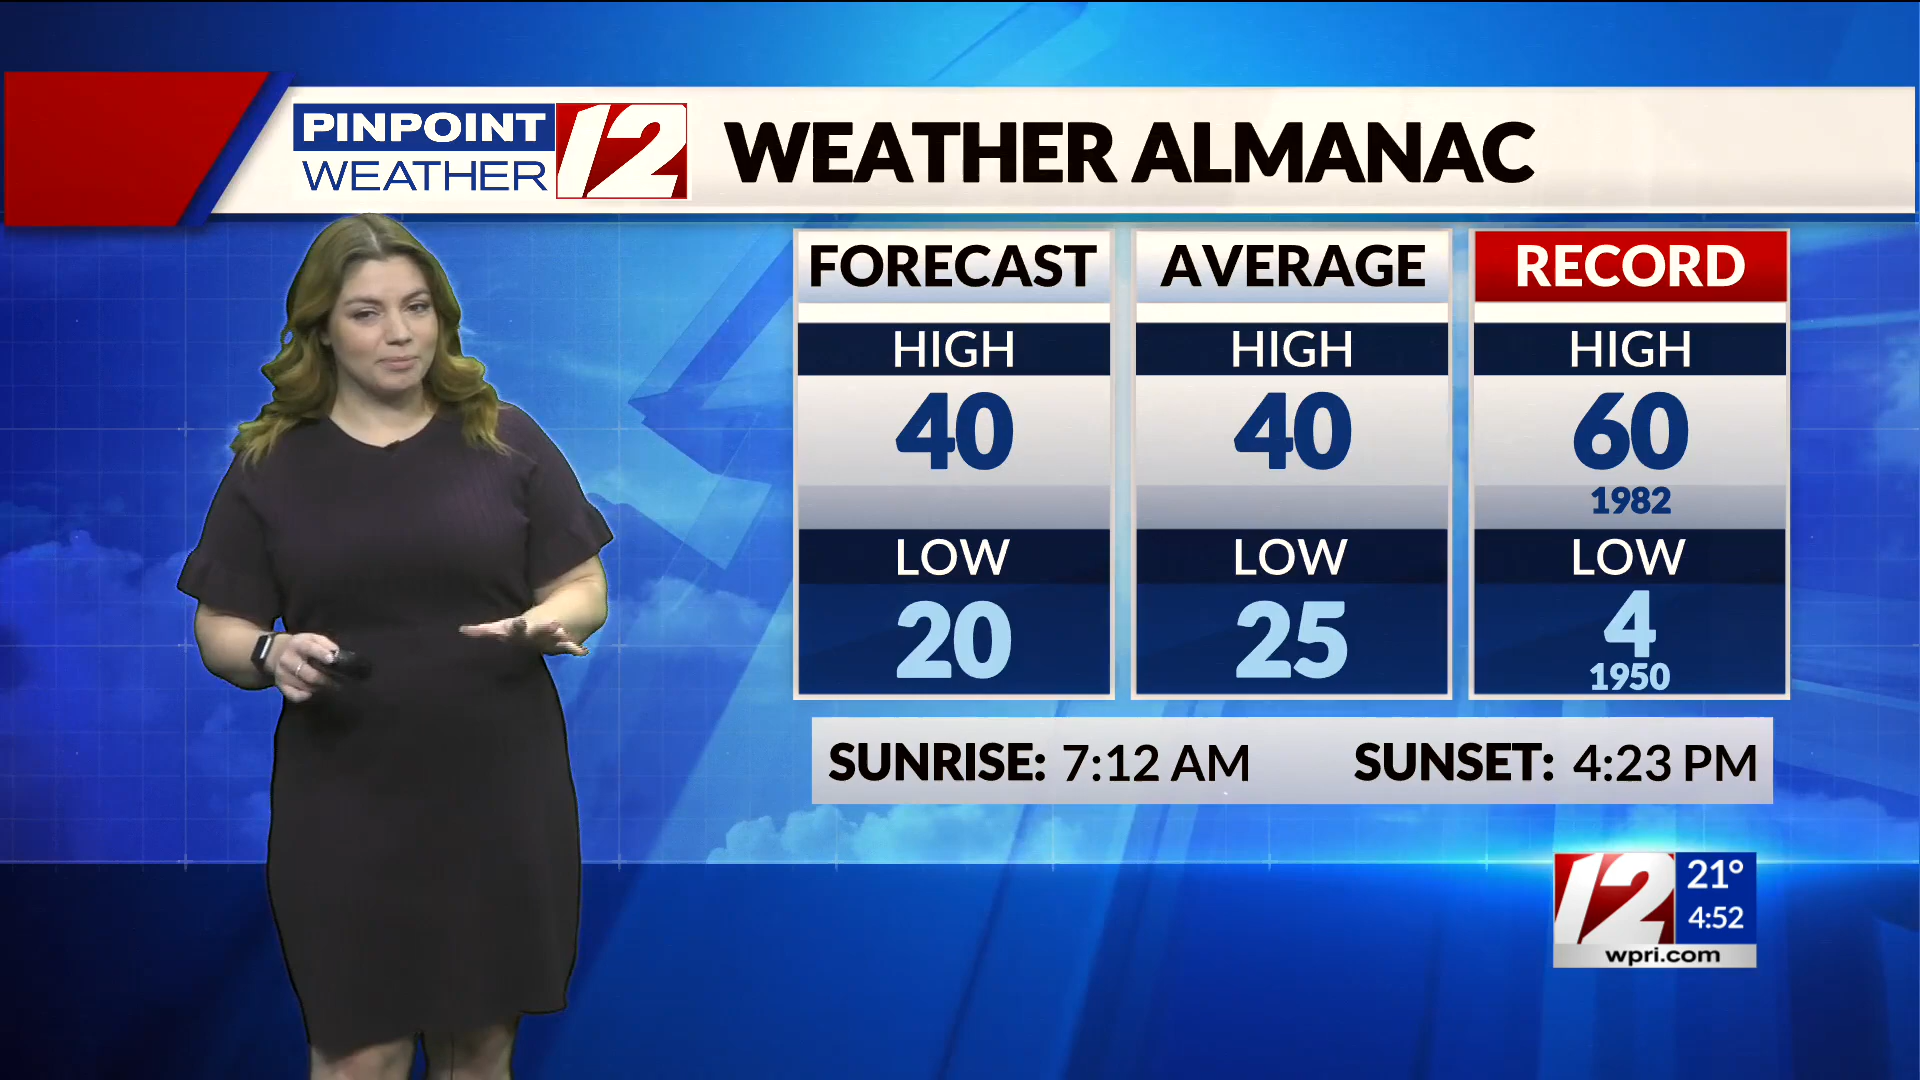 PINPOINT
WEATHER
12
WEATHER ALMANAC
FORECAST
HIGH
40
LOW
20
AVERAGE
HIGH
40
LOW
25
RECORD
HIGH
60
1982
LOW
4
1950
SUNRISE: 7:12 AM
SUNSET: 4:23 PM
12
21°
4:52
wpri.com